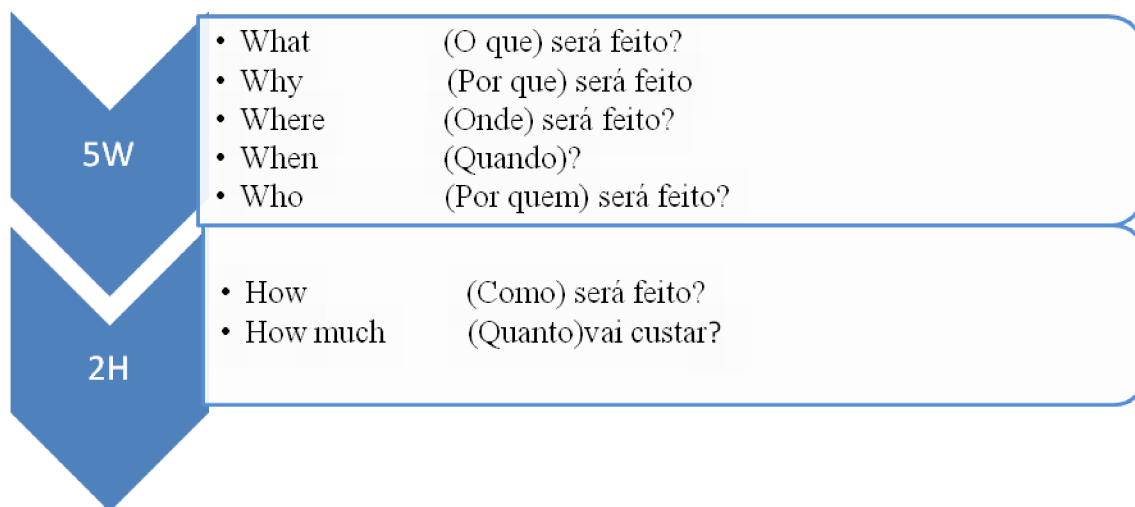 5W
• What (O que) será feito?
• Why (Por que) será feito
• Where (Onde) será feito?
• When (Quando)?
• Who (Por quem) será feito?
2H
• How (Como) será feito?
• How much (Quanto)vai custar?